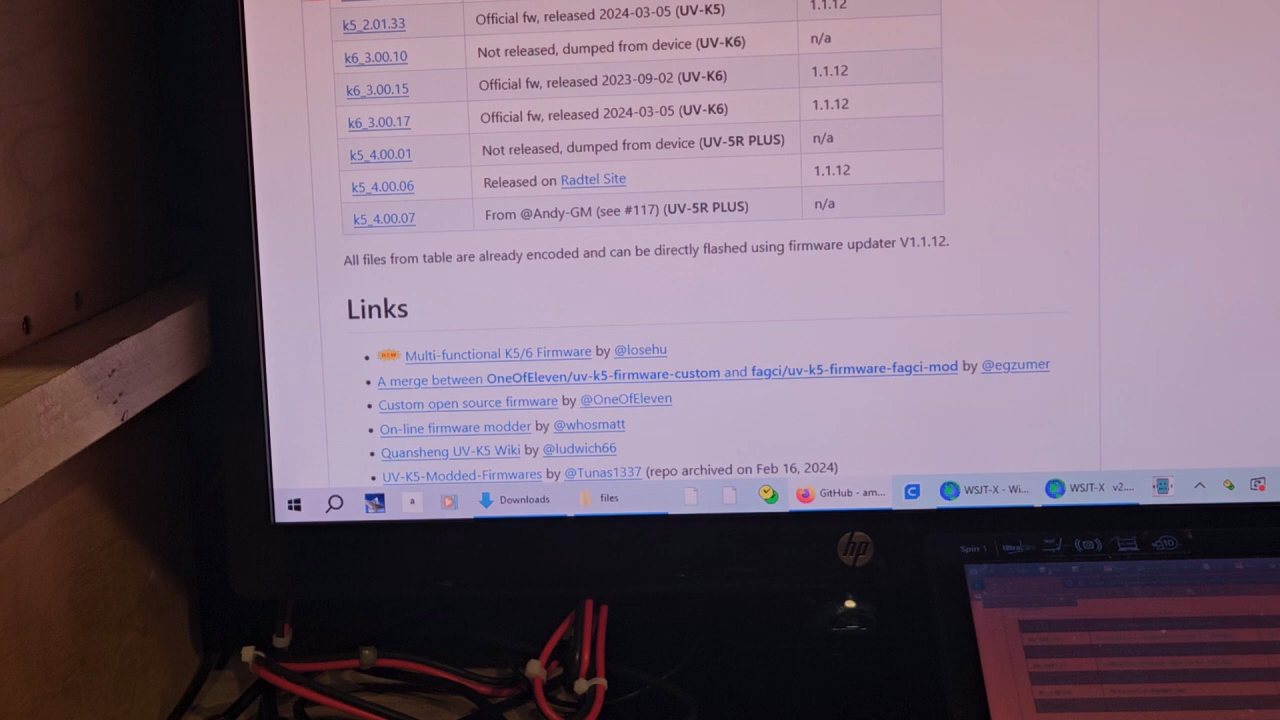 k5_2.01.33 Official fw, released 2024-03-05 (UV-K5) 1.1.12
k6_3.00.10 Not released, dumped from device (UV-K6) n/a
k6_3.00.15 Official fw, released 2023-09-02 (UV-K6) 1.1.12
k6_3.00.17 Official fw, released 2024-03-05 (UV-K6) 1.1.12
k5_4.00.01 Not released, dumped from device (UV-5R PLUS) n/a
k5_4.00.06 Released on Radtel Site 1.1.12
k5_4.00.07 From @Andy-GM (see #117) (UV-5R PLUS) n/a
All files from table are already encoded and can be directly flashed using firmware updater V1.1.12.
Links
• NEW Multi-functional K5/6 Firmware by @losehu
• A merge between OneOfEleven/uv-k5-firmware-custom and fagci/uv-k5-firmware-fagci-mod by @egzumer
• Custom open source firmware by @OneOfEleven
• On-line firmware modder by @whosmatt
• Quansheng UV-K5 Wiki by @ludwich66
• UV-K5-Modded-Firmwares by @Tunas1337 (repo archived on Feb 16, 2024)
a Downloads files GitHub - am... WSJT-X - Wi... WSJT-X v2....
hp
Spin 1